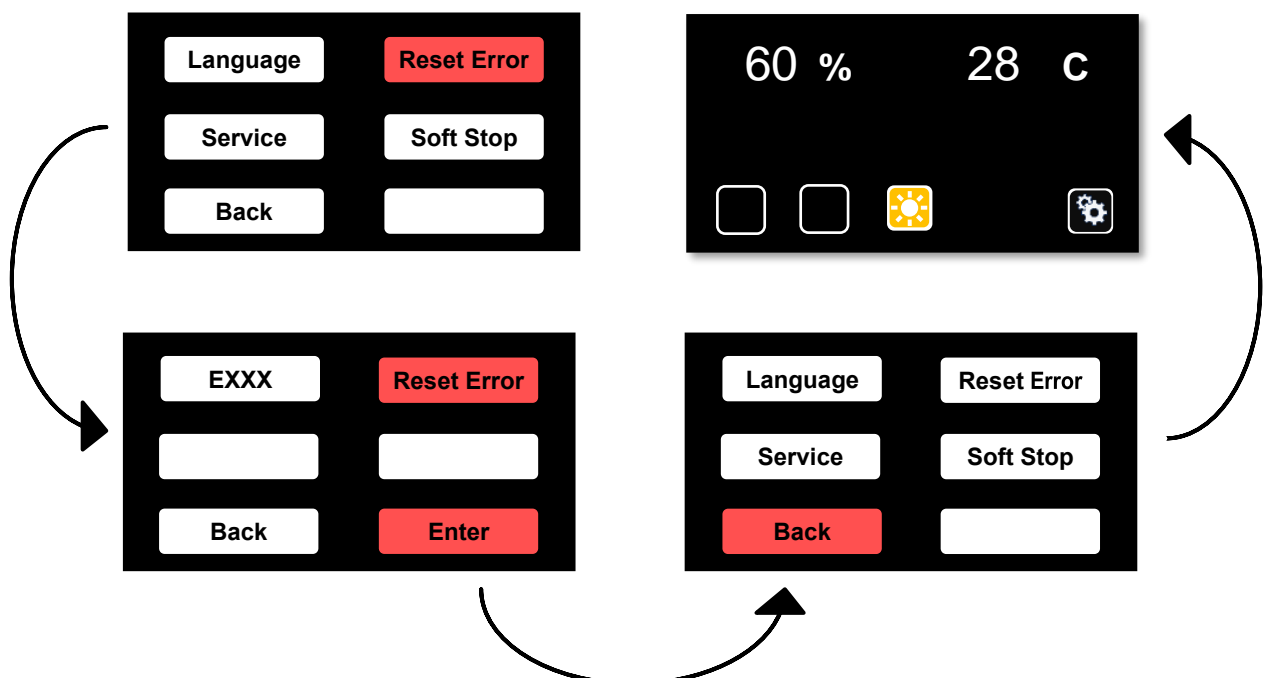 Language Reset Error
Service Soft Stop
Back
60 % 28 C
EXXX Reset Error
Back Enter
Language Reset Error
Service Soft Stop
Back